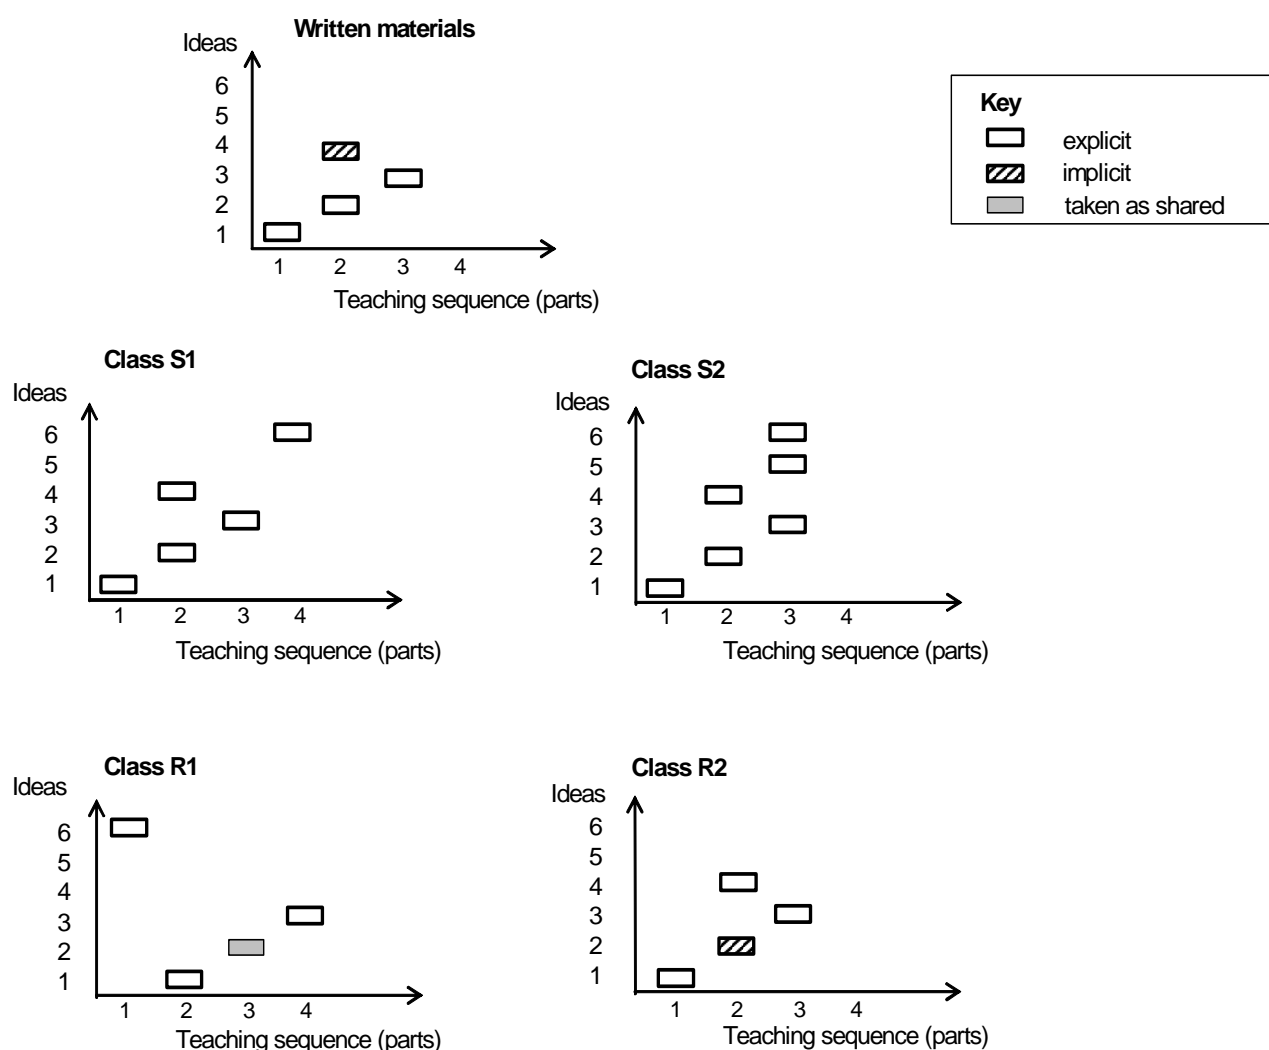 Written materials
Ideas
6
5
4
3
2
1
1 2 3 4
Teaching sequence (parts)
Key
explicit
implicit
taken as shared
Class S1
Ideas
6
5
4
3
2
1
1 2 3 4
Teaching sequence (parts)
Class S2
Ideas
6
5
4
3
2
1
1 2 3 4
Teaching sequence (parts)
Class R1
Ideas
6
5
4
3
2
1
1 2 3 4
Teaching sequence (parts)
Class R2
Ideas
6
5
4
3
2
1
1 2 3 4
Teaching sequence (parts)